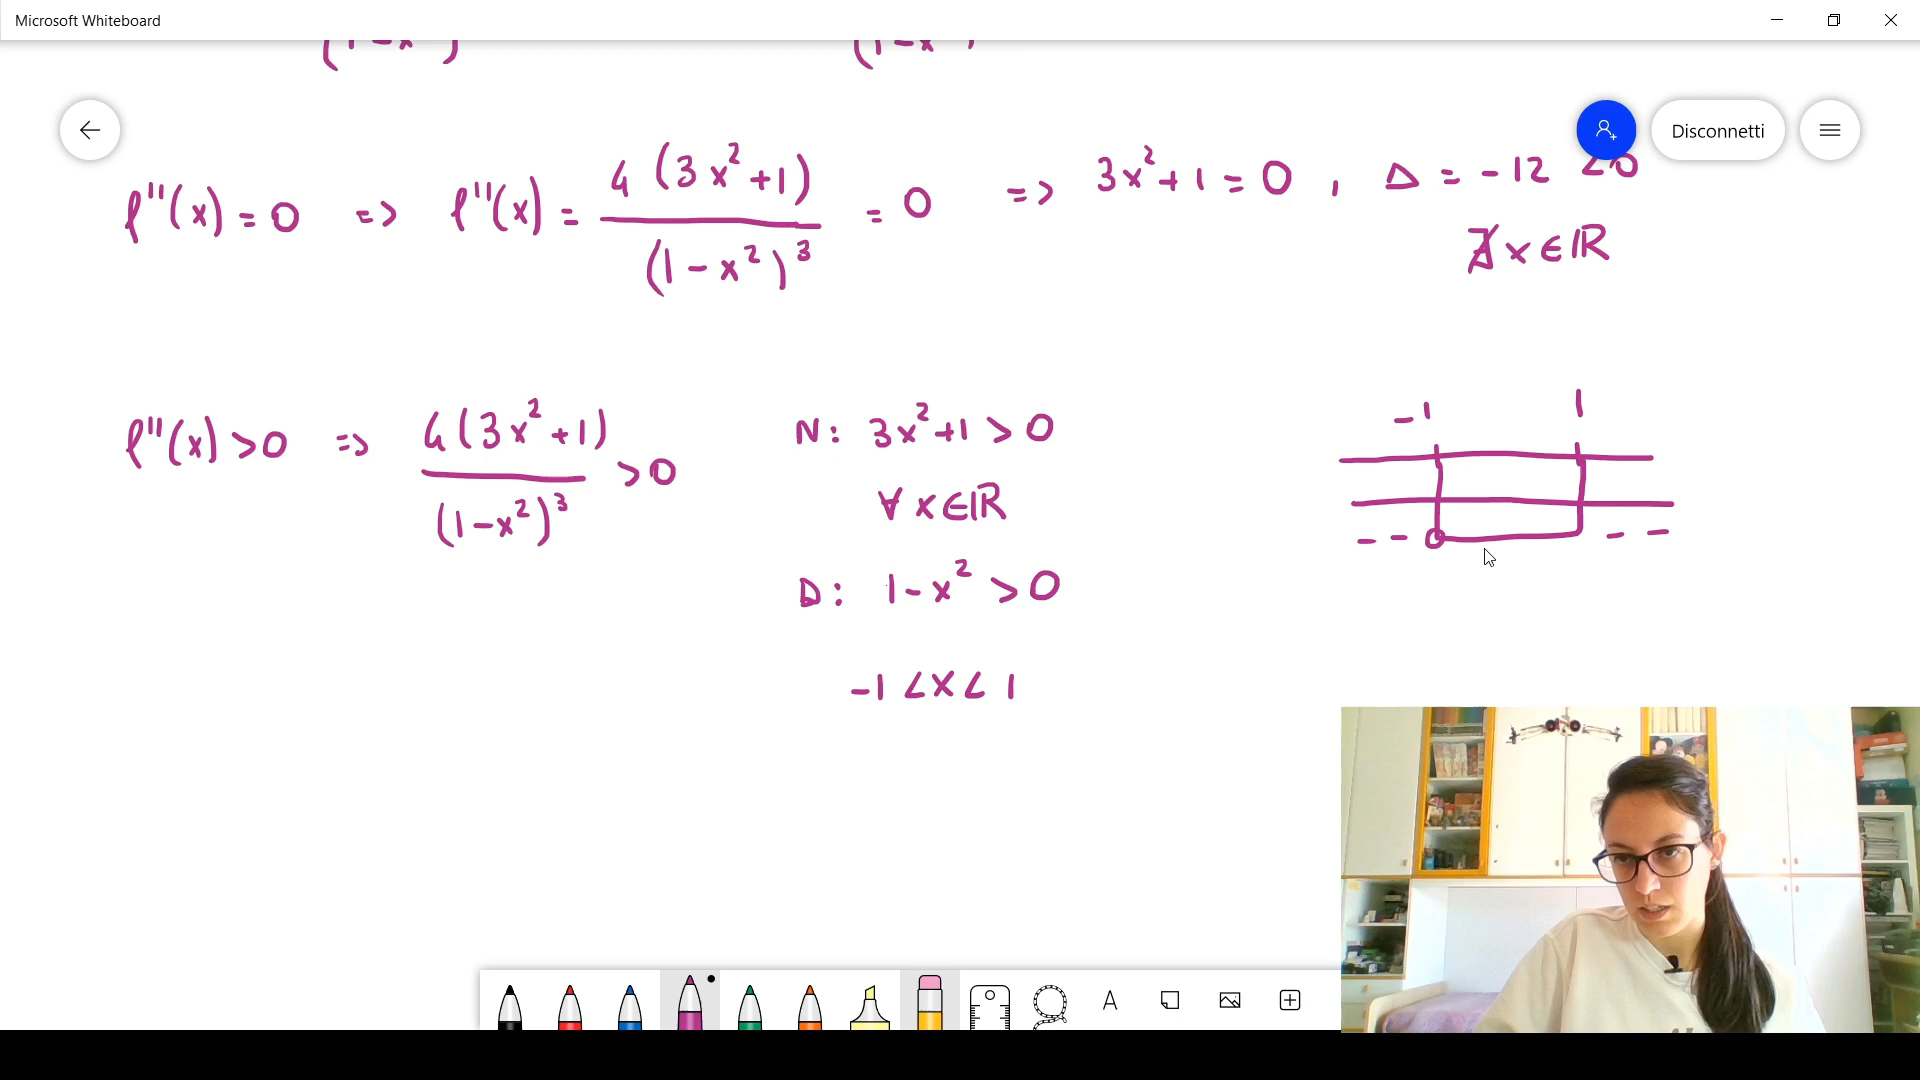 Microsoft Whiteboard
Disconnetti
f''(x) = 0 => f''(x) = 4 (3x²+1) / (1-x²)³ = 0 => 3x²+1 = 0 , Δ = -12 <0
∄ x ∈ ℝ
f''(x) >0 => 4(3x²+1) / (1-x²)³ >0
N: 3x²+1 > 0
∀ x ∈ ℝ
D: 1-x² > 0
-1 < x < 1
-1 1
A